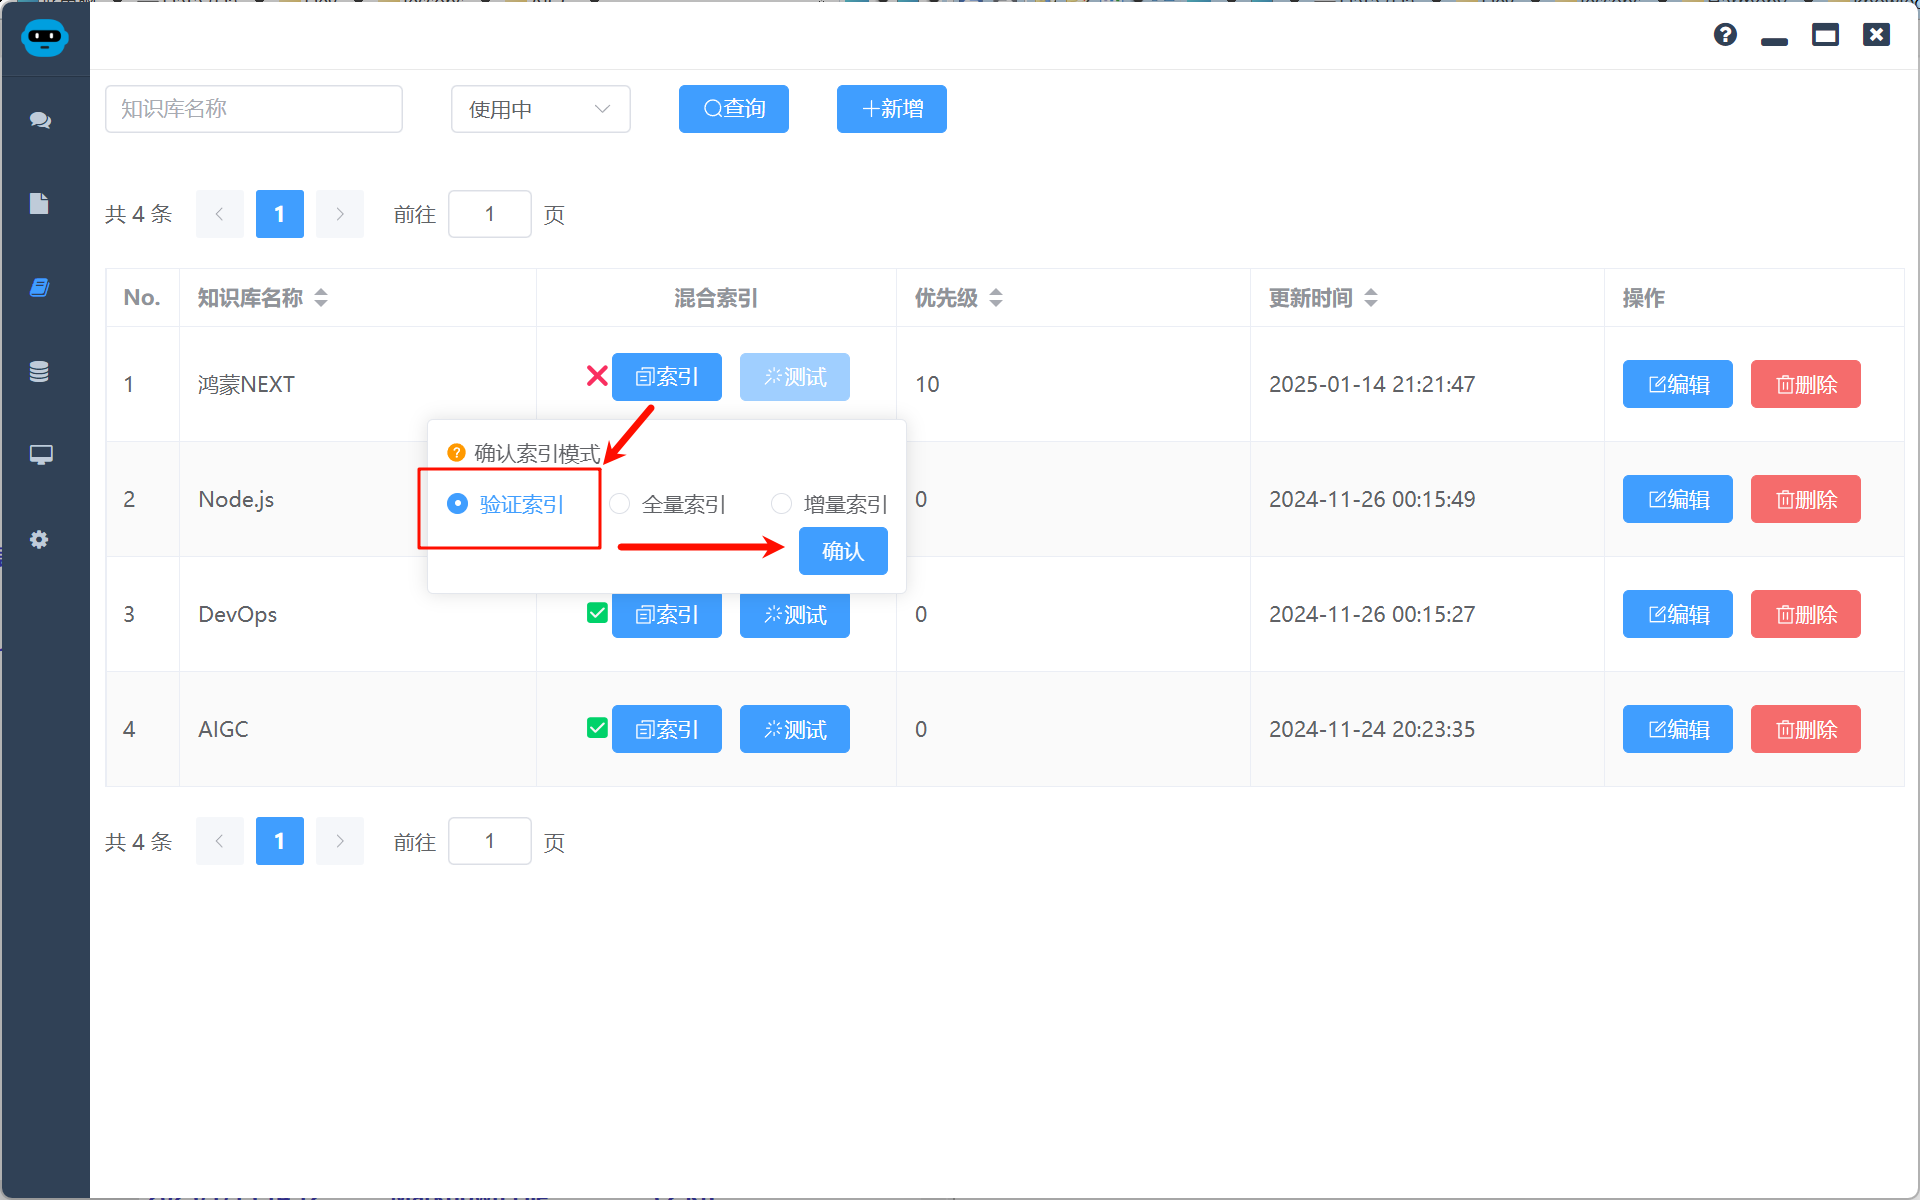 知识库名称
使用中
查询
新增
共 4 条
1
前往
1
页
No.
知识库名称
混合索引
优先级
更新时间
操作
1
鸿蒙NEXT
索引
测试
10
2025-01-14 21:21:47
编辑
删除
确认索引模式
验证索引
全量索引
增量索引
确认
2
Node.js
0
2024-11-26 00:15:49
编辑
删除
3
DevOps
索引
测试
0
2024-11-26 00:15:27
编辑
删除
4
AIGC
索引
测试
0
2024-11-24 20:23:35
编辑
删除
共 4 条
1
前往
1
页